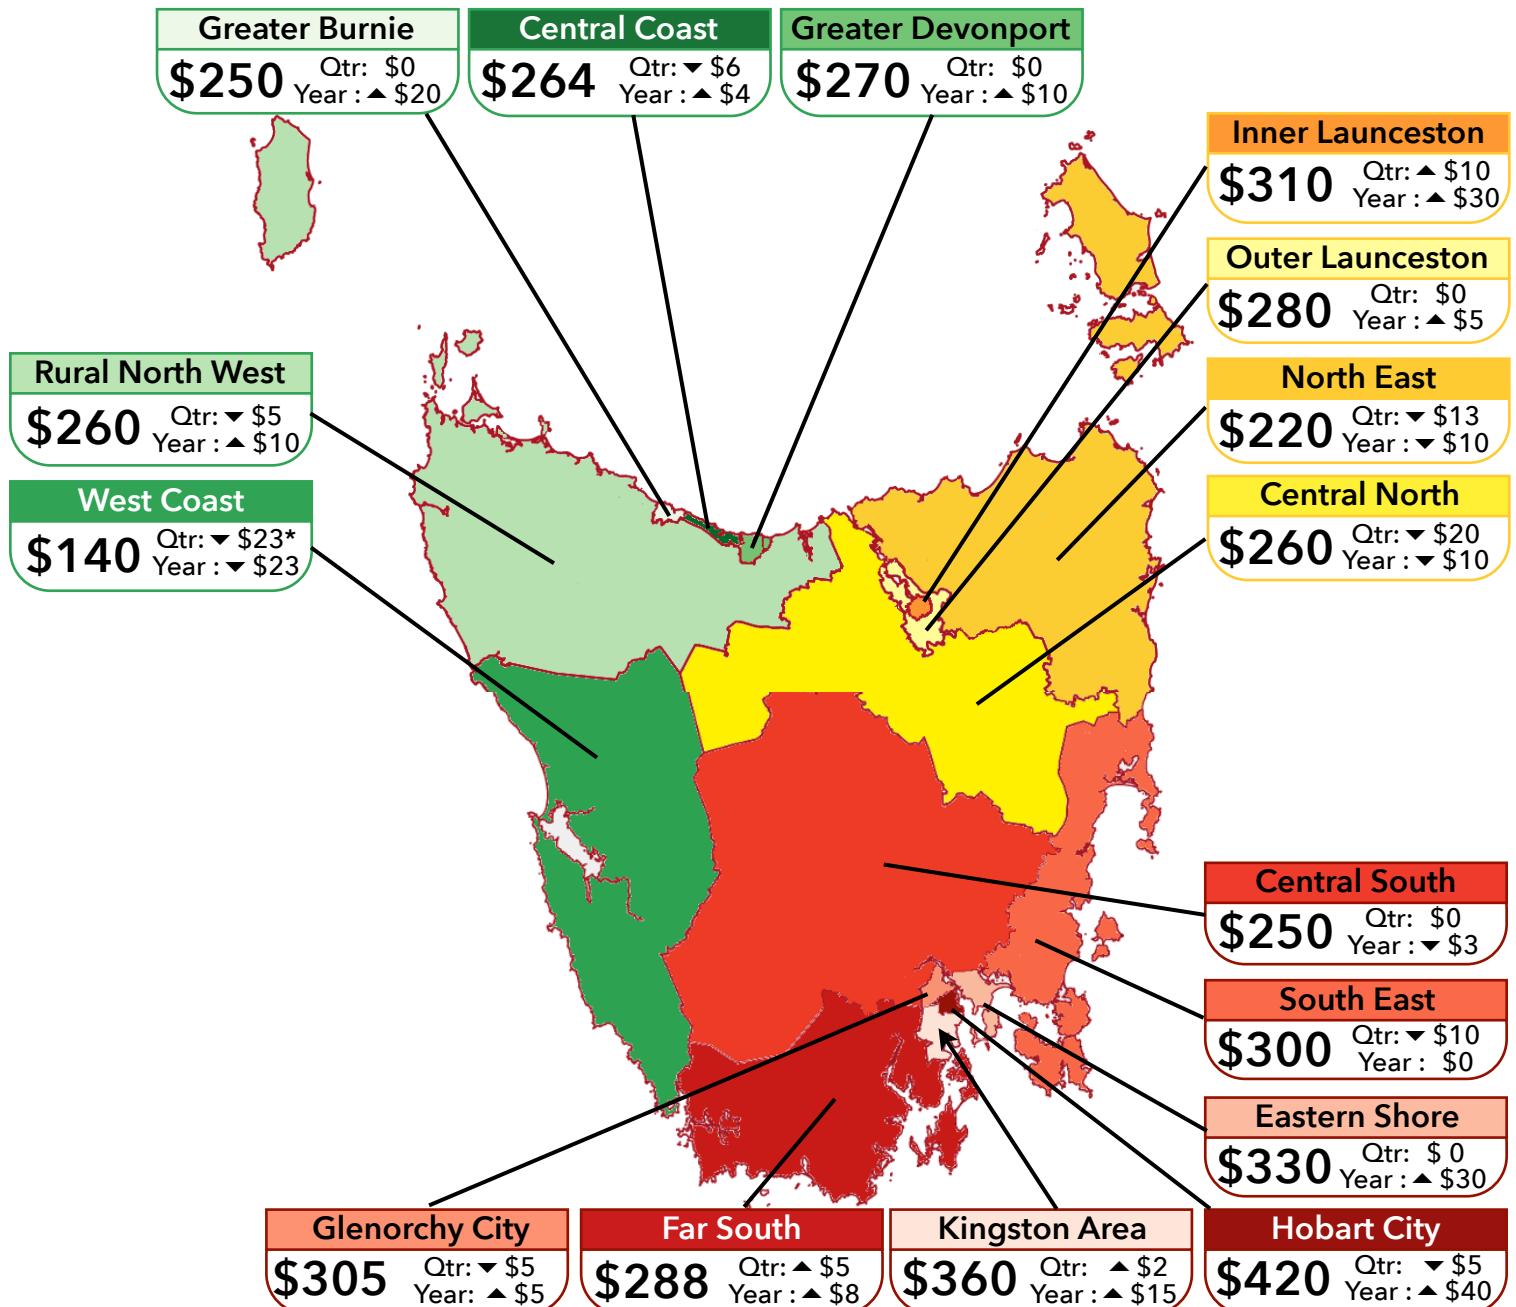 Greater Burnie
$250 Qtr: $0
Year : ▲ $20
Central Coast
$264 Qtr: ▼ $6
Year : ▲ $4
Greater Devonport
$270 Qtr: $0
Year : ▲ $10
Inner Launceston
$310 Qtr: ▲ $10
Year : ▲ $30
Outer Launceston
$280 Qtr: $0
Year : ▲ $5
Rural North West
$260 Qtr: ▼ $5
Year : ▲ $10
North East
$220 Qtr: ▼ $13
Year : ▼ $10
West Coast
$140 Qtr: ▼ $23*
Year : ▼ $23
Central North
$260 Qtr: ▼ $20
Year : ▼ $10
Central South
$250 Qtr: $0
Year : ▼ $3
South East
$300 Qtr: ▼ $10
Year : $0
Eastern Shore
$330 Qtr: $ 0
Year : ▲ $30
Glenorchy City
$305 Qtr: ▼ $5
Year: ▲ $5
Far South
$288 Qtr: ▲ $5
Year : ▲ $8
Kingston Area
$360 Qtr: ▲ $2
Year : ▲ $15
Hobart City
$420 Qtr: ▼ $5
Year : ▲ $40